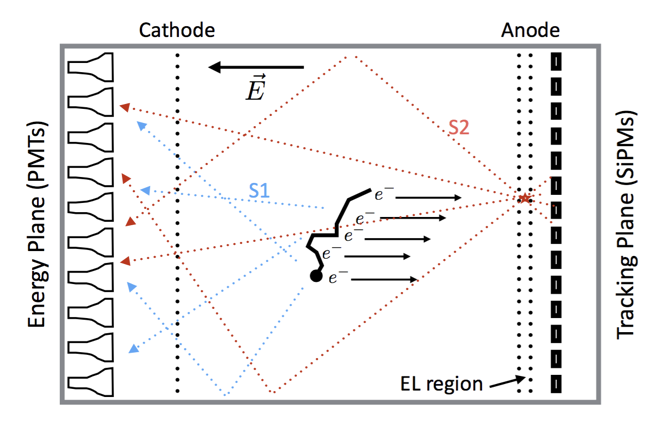 Cathode
Anode
$\vec{E}$
S2
S1
e⁻
e⁻
e⁻
e⁻
e⁻
Energy Plane (PMTs)
Tracking Plane (SiPMs)
EL region